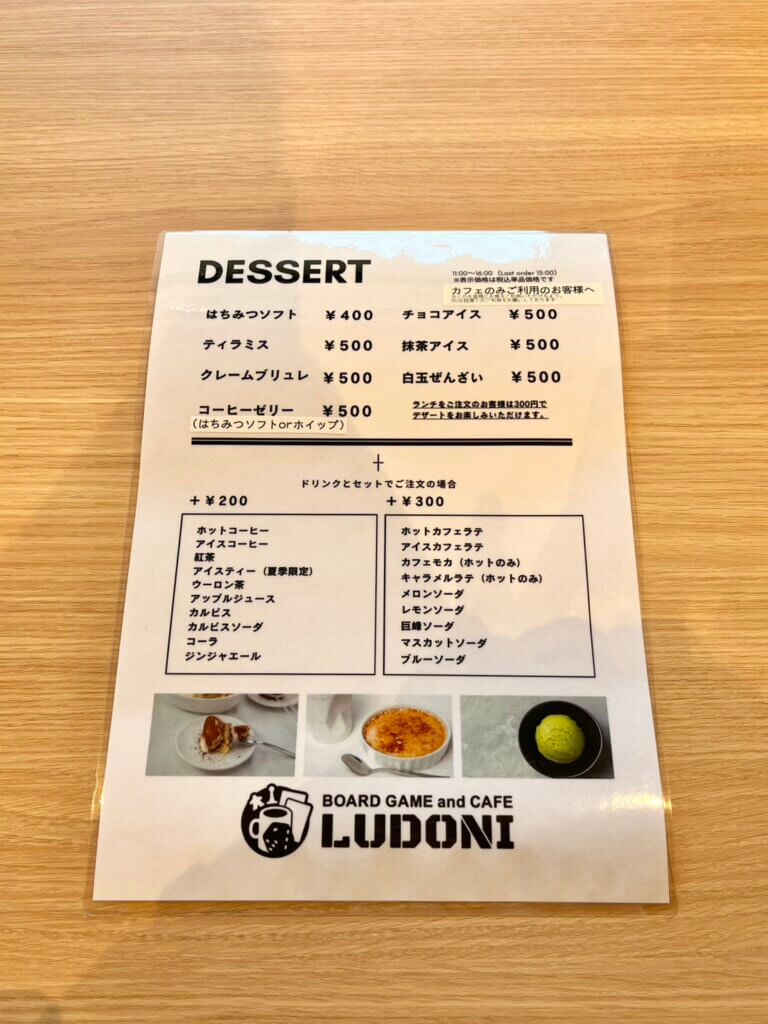 DESSERT
11:00〜16:00（Last order 15:00）
※表示価格は税込単品価格です
カフェのみご利用のお客様へ
はちみつソフト ￥400
チョコアイス ￥500
ティラミス ￥500
抹茶アイス ￥500
クレームブリュレ ￥500
白玉ぜんざい ￥500
コーヒーゼリー ￥500
（はちみつソフトorホイップ）
ランチをご注文のお客様は300円で
デザートをお楽しみいただけます。
＋
ドリンクとセットでご注文の場合
＋￥200
ホットコーヒー
アイスコーヒー
紅茶
アイスティー（夏季限定）
ウーロン茶
アップルジュース
カルピス
カルピスソーダ
コーラ
ジンジャエール
＋￥300
ホットカフェラテ
アイスカフェラテ
カフェモカ（ホットのみ）
キャラメルラテ（ホットのみ）
メロンソーダ
レモンソーダ
巨峰ソーダ
マスカットソーダ
ブルーソーダ
BOARD GAME and CAFE
LUDONI